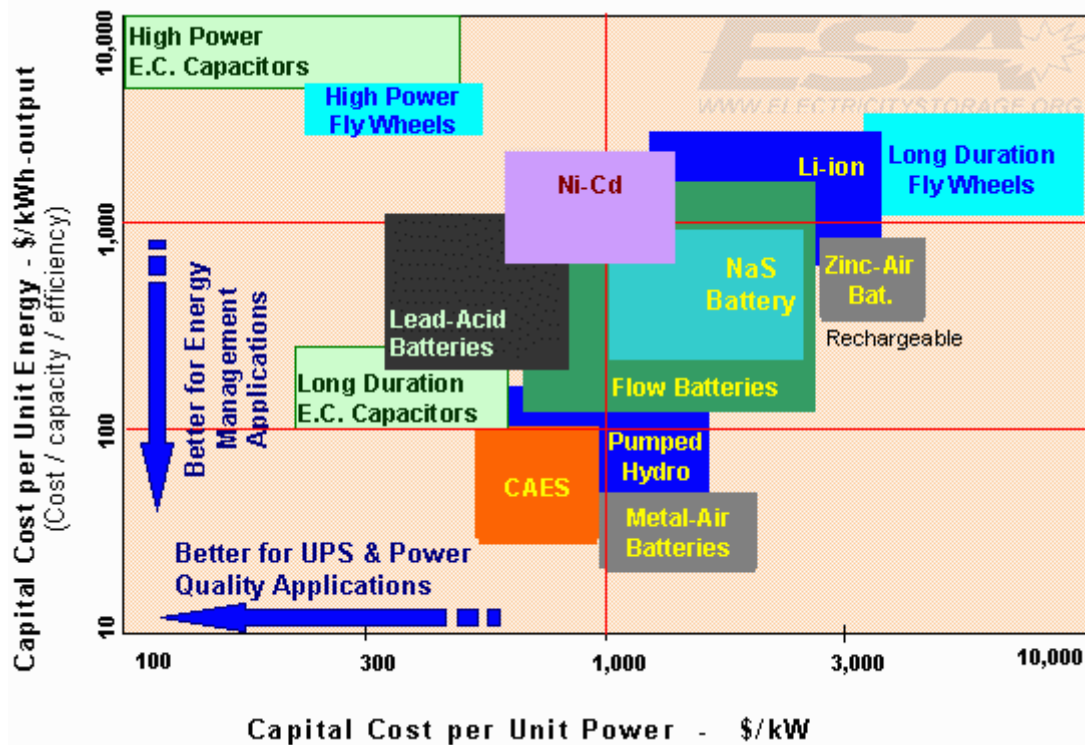 Capital Cost per Unit Energy - $/kWh-output
(Cost / capacity / efficiency)
10,000
1,000
100
10
High Power
E.C. Capacitors
High Power
Fly Wheels
ESA
WWW.ELECTRICITYSTORAGE.ORG
Ni-Cd
Li-ion
Long Duration
Fly Wheels
NaS
Battery
Zinc-Air
Bat.
Rechargeable
Lead-Acid
Batteries
Flow Batteries
Long Duration
E.C. Capacitors
Pumped
Hydro
CAES
Metal-Air
Batteries
Better for Energy
Management
Applications
Better for UPS & Power
Quality Applications
100
300
1,000
3,000
10,000
Capital Cost per Unit Power - $/kW